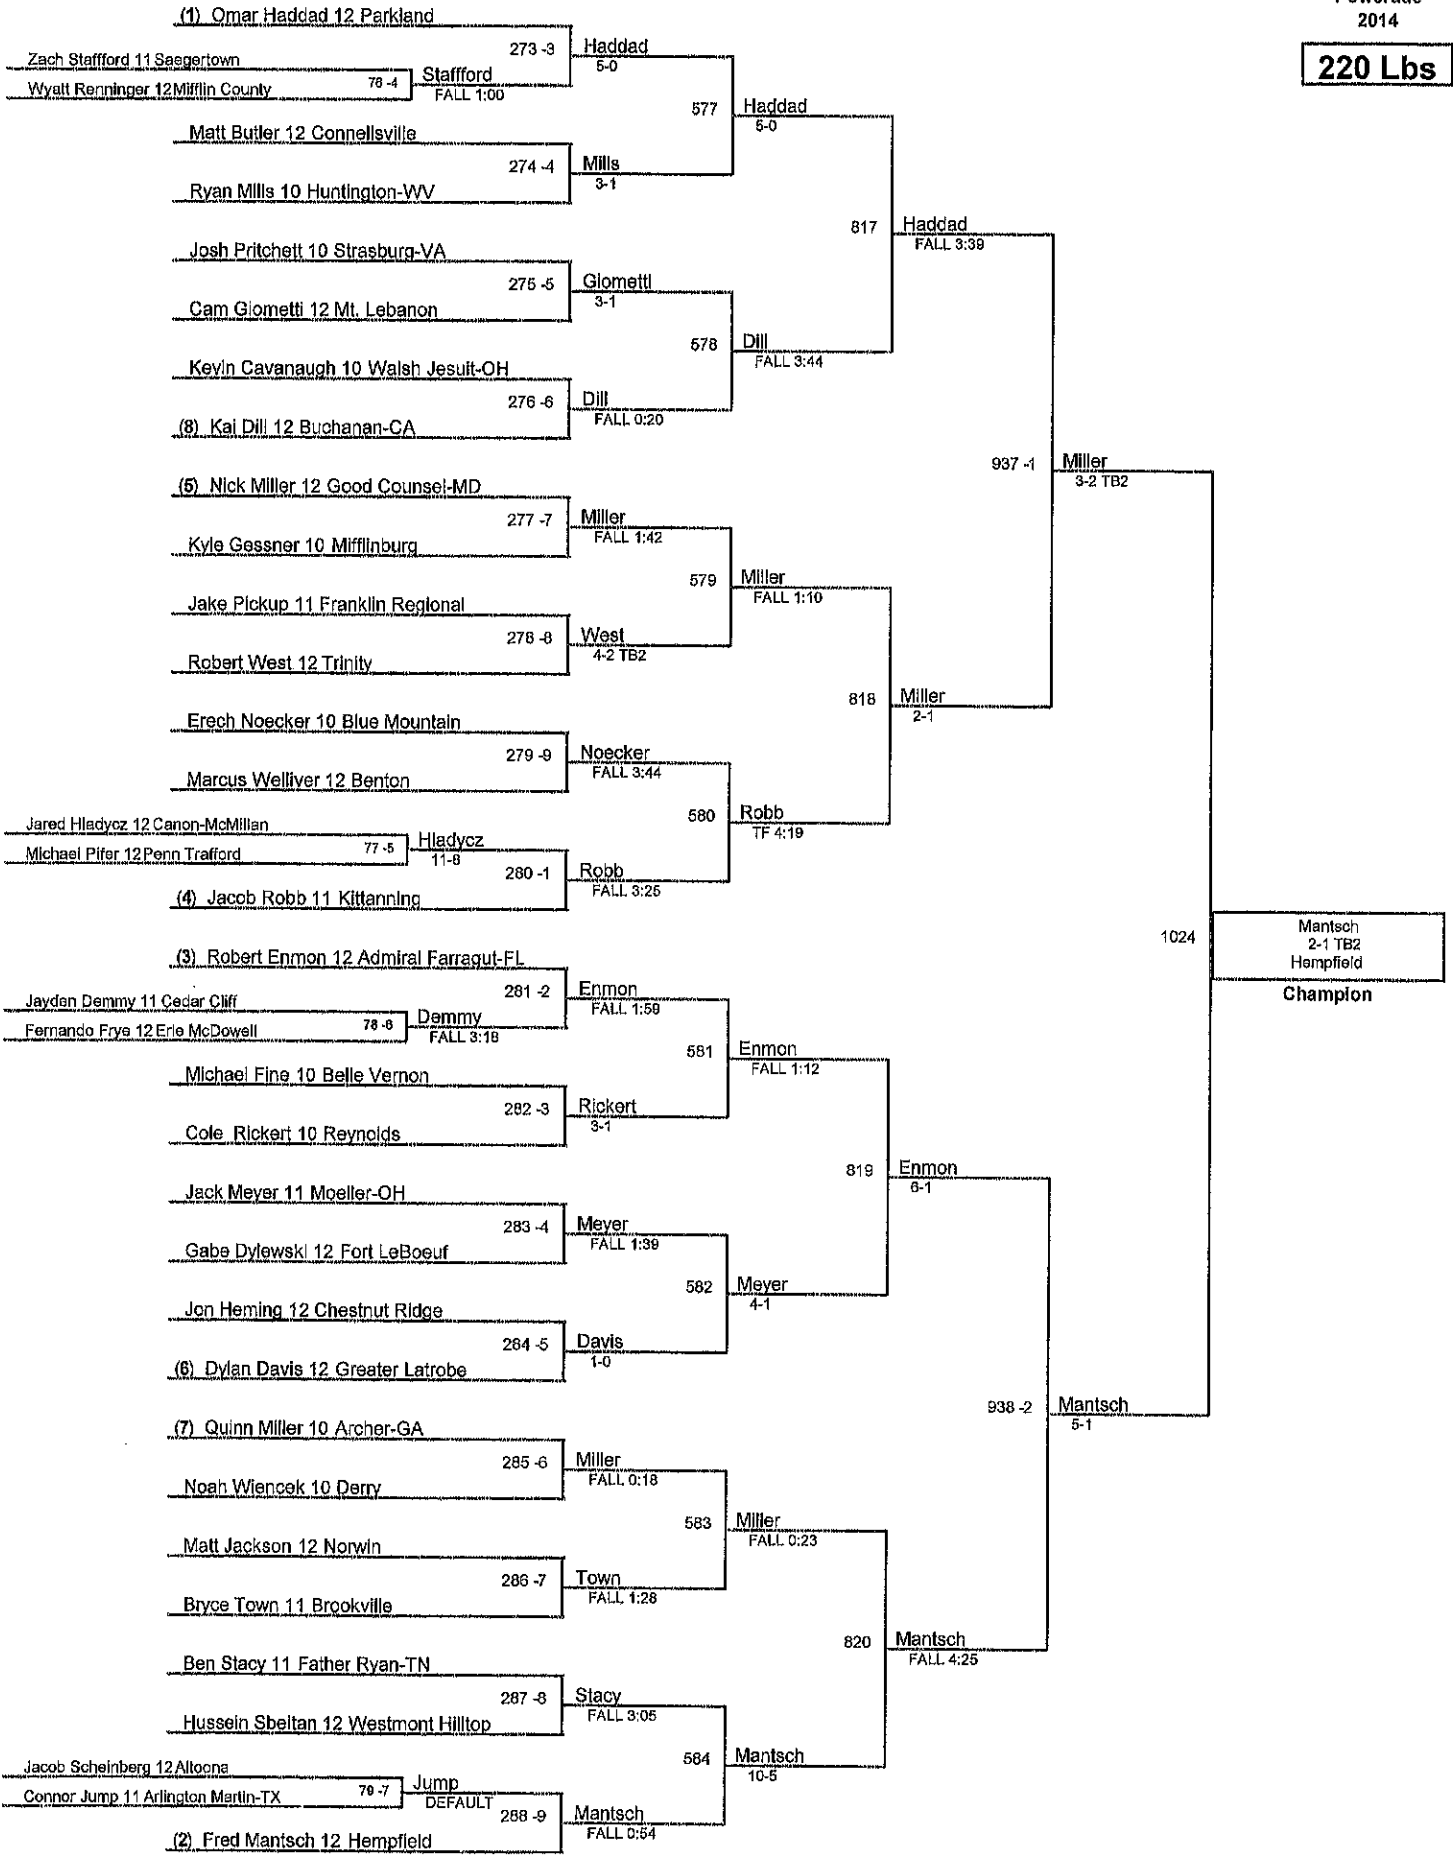 2014
220 Lbs
(1) Omar Haddad 12 Parkland
273 -3
Haddad
5-0
Zach Staffford 11 Saegertown
Wyatt Renninger 12 Mifflin County
76 -4
Staffford
FALL 1:00
577
Haddad
5-0
Matt Butler 12 Connellsville
274 -4
Mills
3-1
Ryan Mills 10 Huntington-WV
817
Haddad
FALL 3:39
Josh Pritchett 10 Strasburg-VA
275 -5
Giometti
3-1
Cam Giometti 12 Mt. Lebanon
578
Dill
FALL 3:44
Kevin Cavanaugh 10 Walsh Jesuit-OH
276 -6
Dill
FALL 0:20
(8) Kai Dill 12 Buchanan-CA
937 -1
Miller
3-2 TB2
(5) Nick Miller 12 Good Counsel-MD
277 -7
Miller
FALL 1:42
Kyle Gessner 10 Mifflinburg
579
Miller
FALL 1:10
Jake Pickup 11 Franklin Regional
278 -8
West
4-2 TB2
Robert West 12 Trinity
818
Miller
2-1
Erech Noecker 10 Blue Mountain
279 -9
Noecker
FALL 3:44
Marcus Welliver 12 Benton
580
Robb
TF 4:19
Jared Hladycz 12 Canon-McMillan
Michael Pifer 12 Penn Trafford
77 -5
Hladycz
11-8
280 -1
Robb
FALL 3:25
(4) Jacob Robb 11 Kittanning
1024
Mantsch
2-1 TB2
Hempfield
Champion
(3) Robert Enmon 12 Admiral Farragut-FL
281 -2
Enmon
FALL 1:59
Jayden Demmy 11 Cedar Cliff
Fernando Frye 12 Erie McDowell
78 -6
Demmy
FALL 3:18
581
Enmon
FALL 1:12
Michael Fine 10 Belle Vernon
282 -3
Rickert
3-1
Cole Rickert 10 Reynolds
819
Enmon
6-1
Jack Meyer 11 Moeller-OH
283 -4
Meyer
FALL 1:39
Gabe Dylewski 12 Fort LeBoeuf
582
Meyer
4-1
Jon Heming 12 Chestnut Ridge
284 -5
Davis
1-0
(6) Dylan Davis 12 Greater Latrobe
938 -2
Mantsch
5-1
(7) Quinn Miller 10 Archer-GA
285 -6
Miller
FALL 0:18
Noah Wiencek 10 Derry
583
Miller
FALL 0:23
Matt Jackson 12 Norwin
286 -7
Town
FALL 1:28
Bryce Town 11 Brookville
820
Mantsch
FALL 4:25
Ben Stacy 11 Father Ryan-TN
287 -8
Stacy
FALL 3:05
Hussein Sbeitan 12 Westmont Hilltop
584
Mantsch
10-5
Jacob Scheinberg 12 Altoona
Connor Jump 11 Arlington Martin-TX
79 -7
Jump
DEFAULT
288 -9
Mantsch
FALL 0:54
(2) Fred Mantsch 12 Hempfield